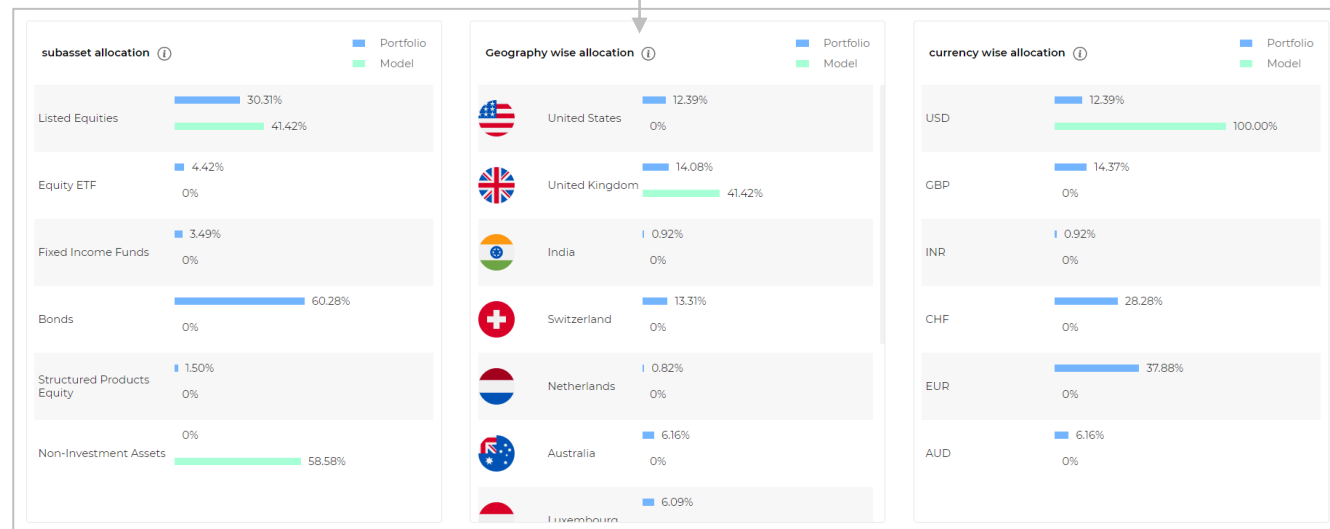 subasset allocation i
Portfolio
Model
Listed Equities
30.31%
41.42%
Equity ETF
4.42%
0%
Fixed Income Funds
3.49%
0%
Bonds
60.28%
0%
Structured Products
Equity
1.50%
0%
Non-Investment Assets
0%
58.58%
Geography wise allocation i
Portfolio
Model
United States
12.39%
0%
United Kingdom
14.08%
41.42%
India
0.92%
0%
Switzerland
13.31%
0%
Netherlands
0.82%
0%
Australia
6.16%
0%
Luxembourg
6.09%
currency wise allocation i
Portfolio
Model
USD
12.39%
100.00%
GBP
14.37%
0%
INR
0.92%
0%
CHF
28.28%
0%
EUR
37.88%
0%
AUD
6.16%
0%